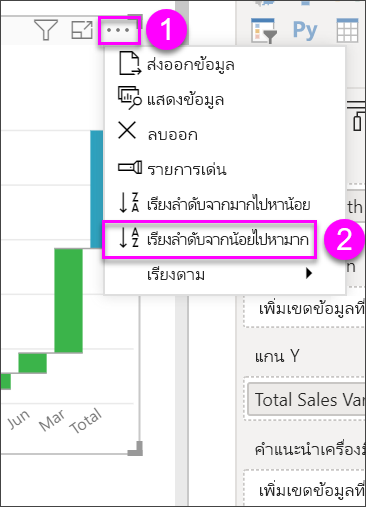 1
Py
ส่งออกข้อมูล
แสดงข้อมูล
ลบออก
รายการเด่น
เรียงลำดับจากมากไปหาน้อย
เรียงลำดับจากน้อยไปหามาก
2
เรียงตาม
เพิ่มเขตข้อมูลที่
แกน Y
Total Sales Var
คำแนะนำเครื่องมื
เพิ่มเขตข้อมูลที่
Jun
Mar
Total